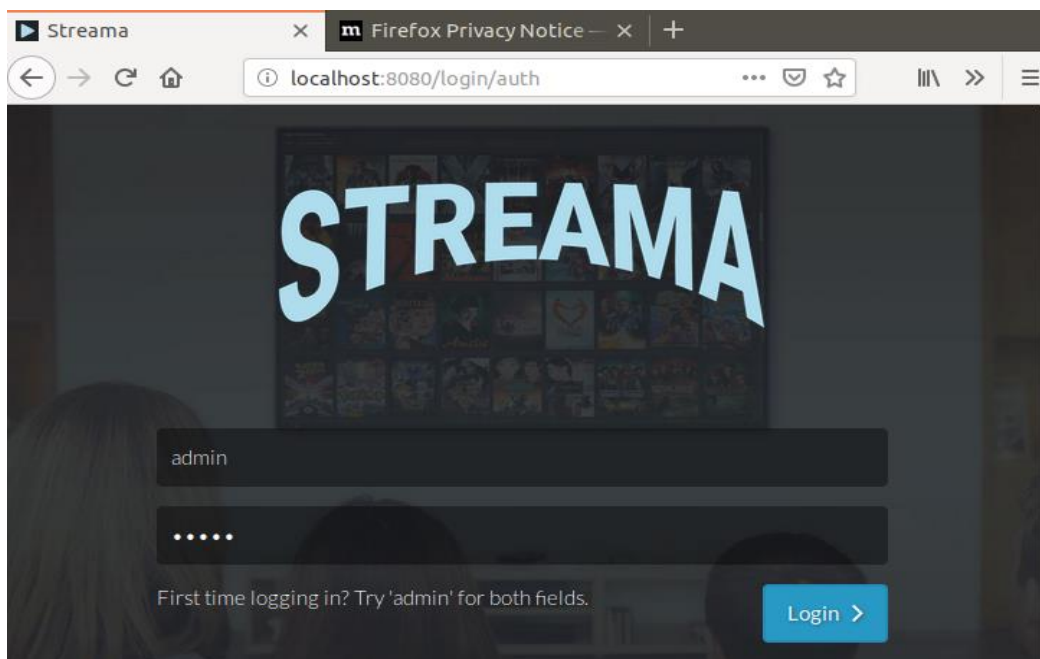 Streama
Firefox Privacy Notice —
localhost:8080/login/auth
STREAMA
admin
•••••
First time logging in? Try 'admin' for both fields.
Login